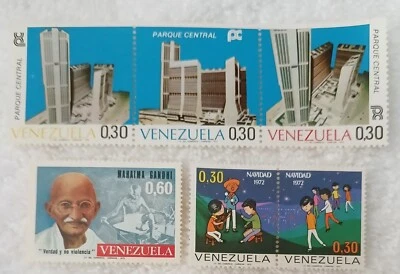 PARQUE CENTRAL
VENEZUELA 0,30
PARQUE CENTRAL
VENEZUELA 0,30
PARQUE CENTRAL
VENEZUELA 0,30
MAHATMA GANDHI
0,60
"Verdad y no violencia"
VENEZUELA
NAVIDAD
1972
0.30
VENEZUELA
NAVIDAD
1972
0.30
VENEZUELA